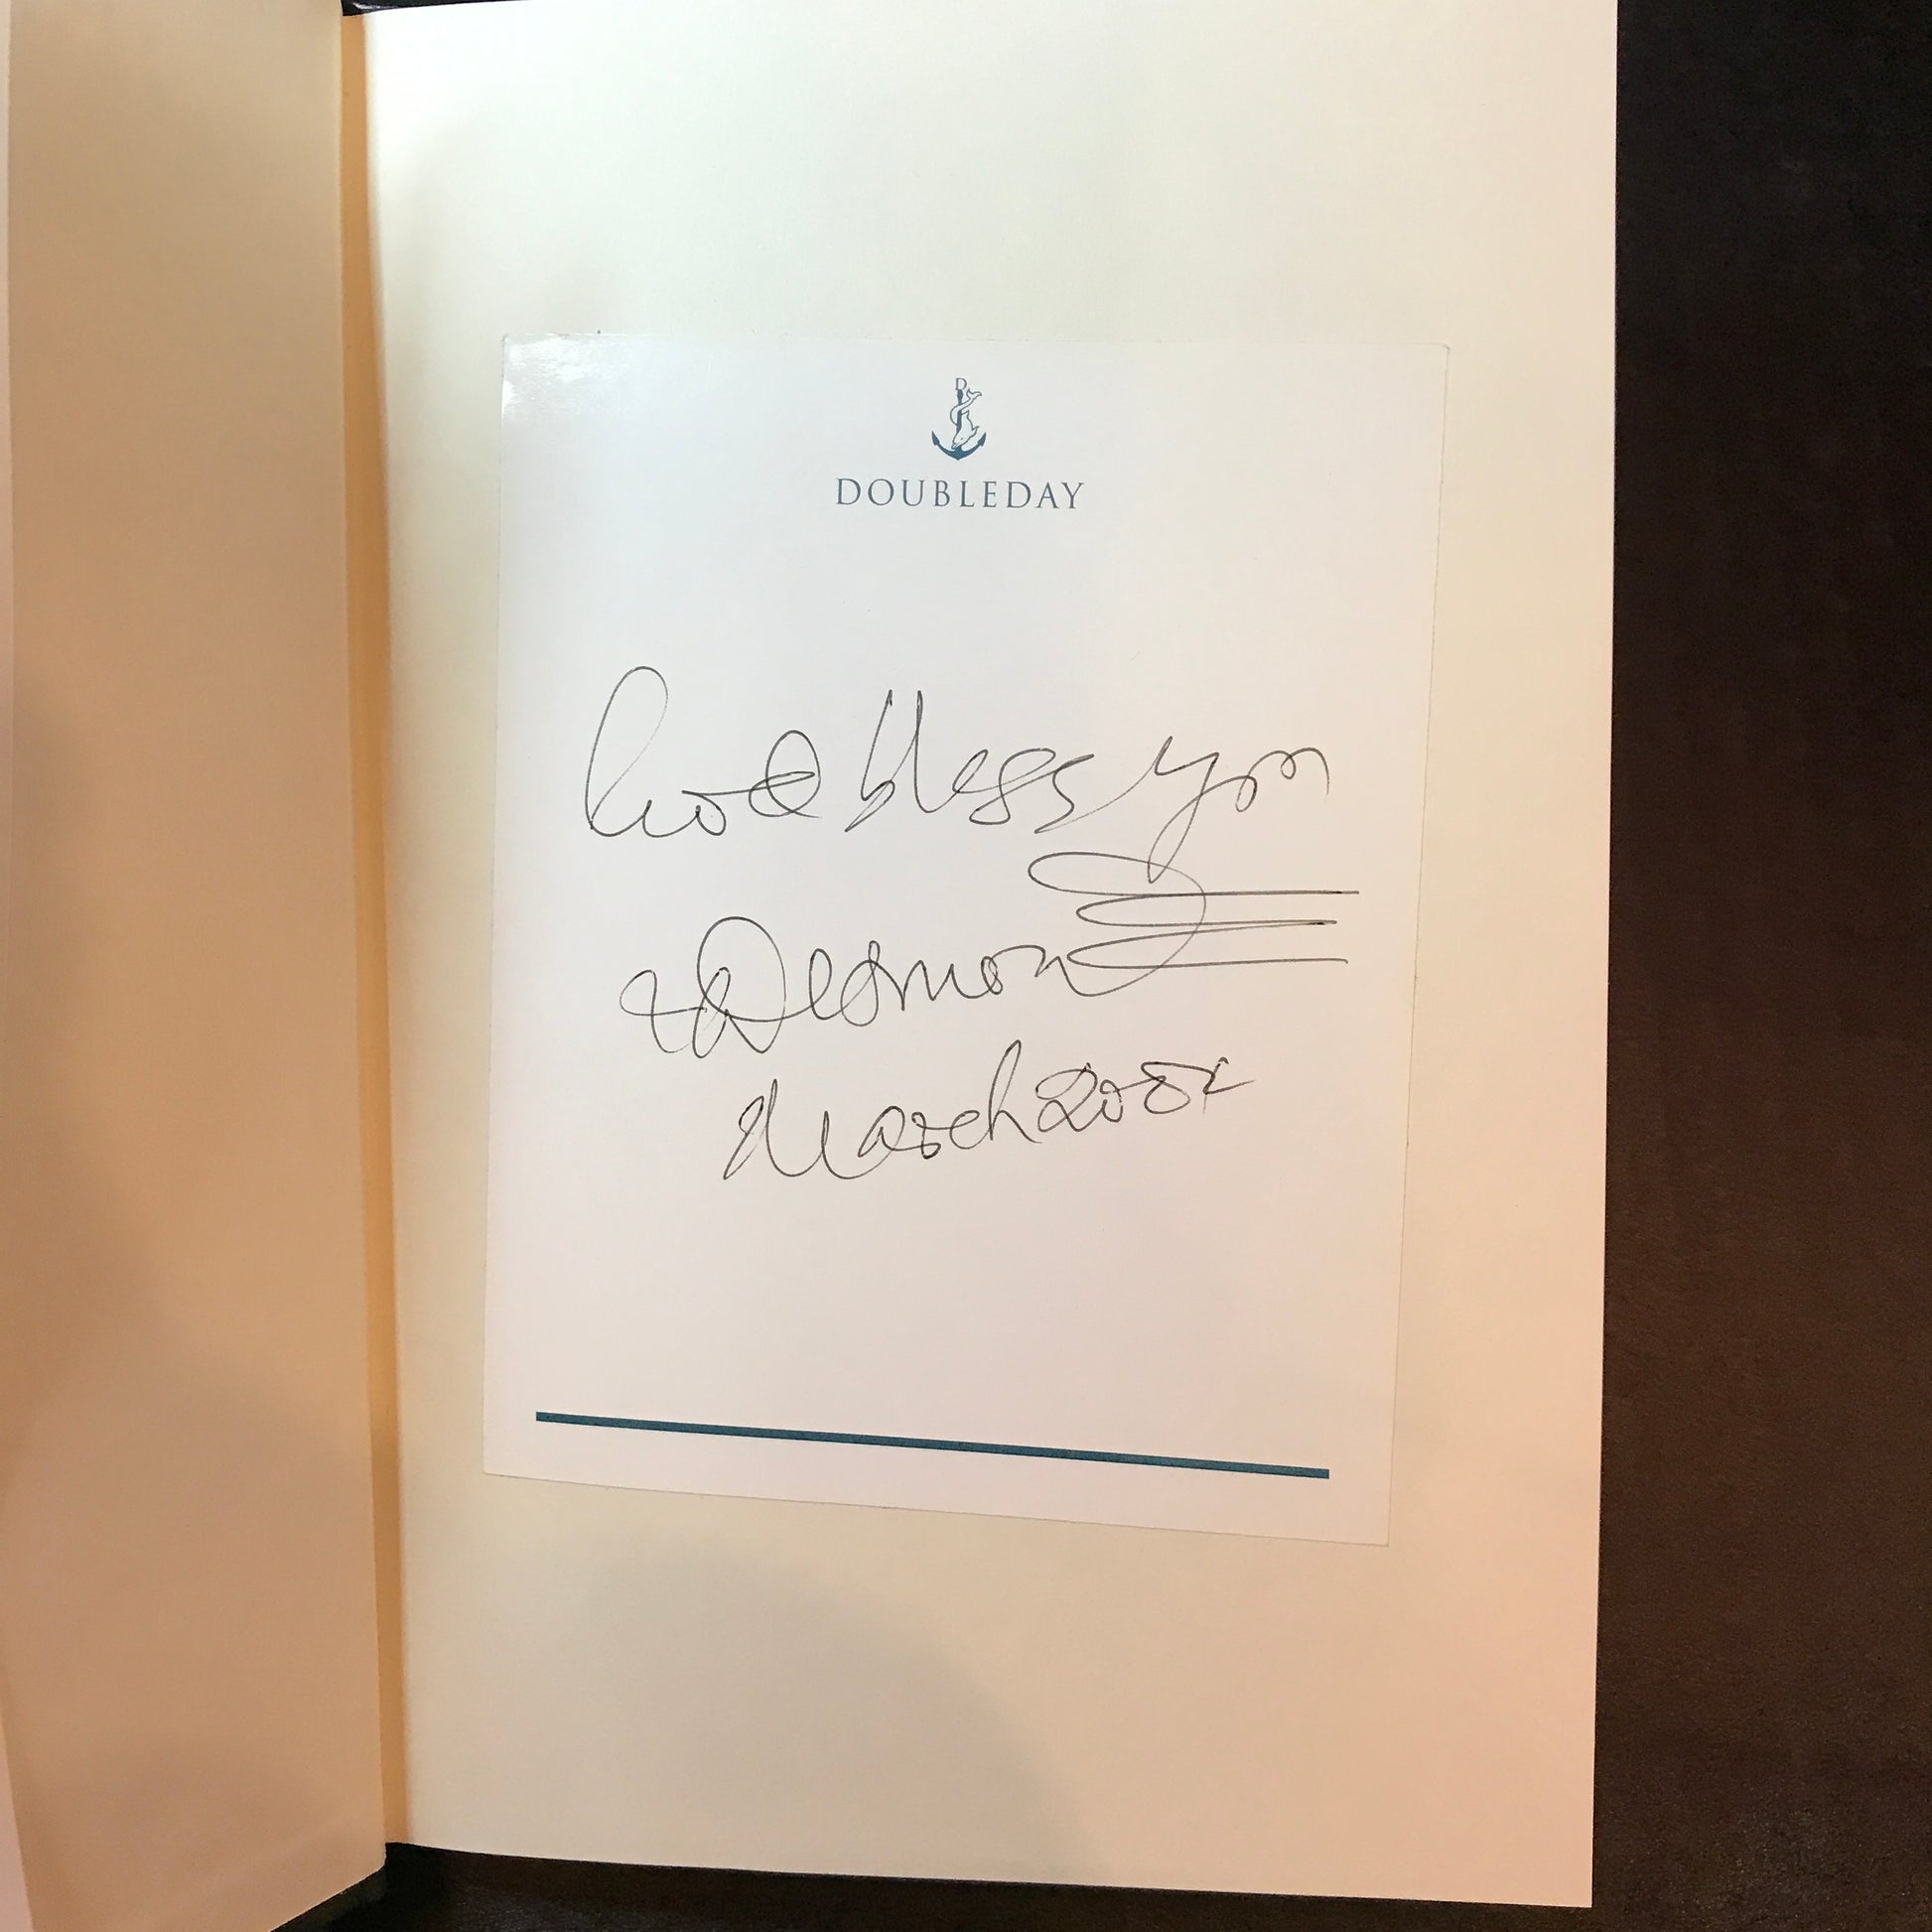 D
DOUBLEDAY
God bless you
+Desmond
March 2004